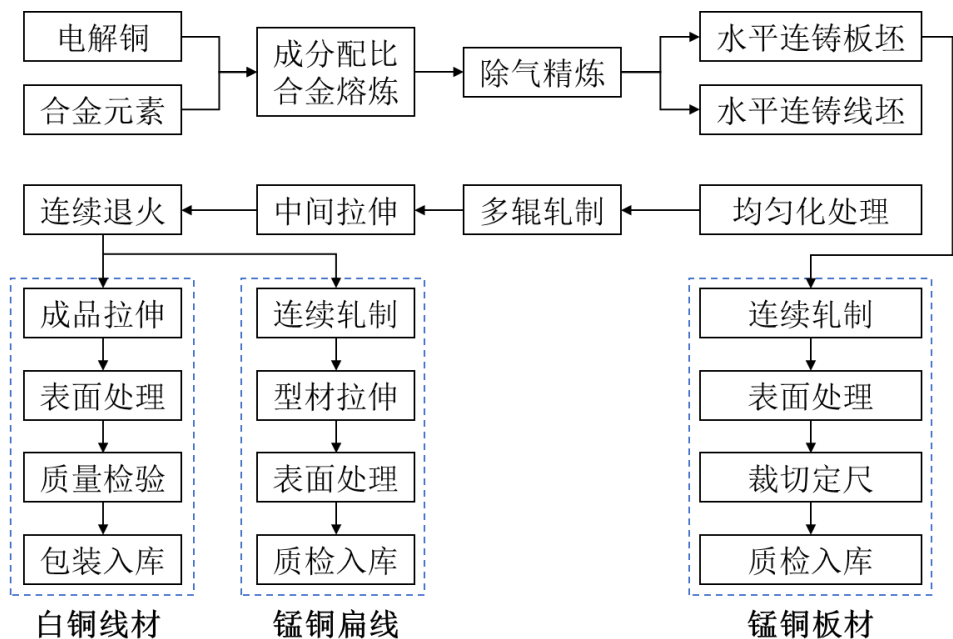 电解铜
合金元素
成分配比
合金熔炼
除气精炼
水平连铸板坯
水平连铸线坯
连续退火
中间拉伸
多辊轧制
均匀化处理
成品拉伸
表面处理
质量检验
包装入库
白铜线材
连续轧制
型材拉伸
表面处理
质检入库
锰铜扁线
连续轧制
表面处理
裁切定尺
质检入库
锰铜板材